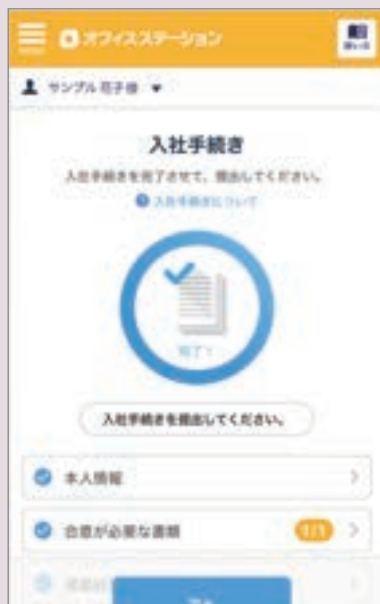 オフィスステーション
サンプル 花子様
入社手続き
入社手続きを完了させて、提出してください。
入社手続きについて
完了！
入社手続きを提出してください。
本人情報
合意が必要な書類
1/1